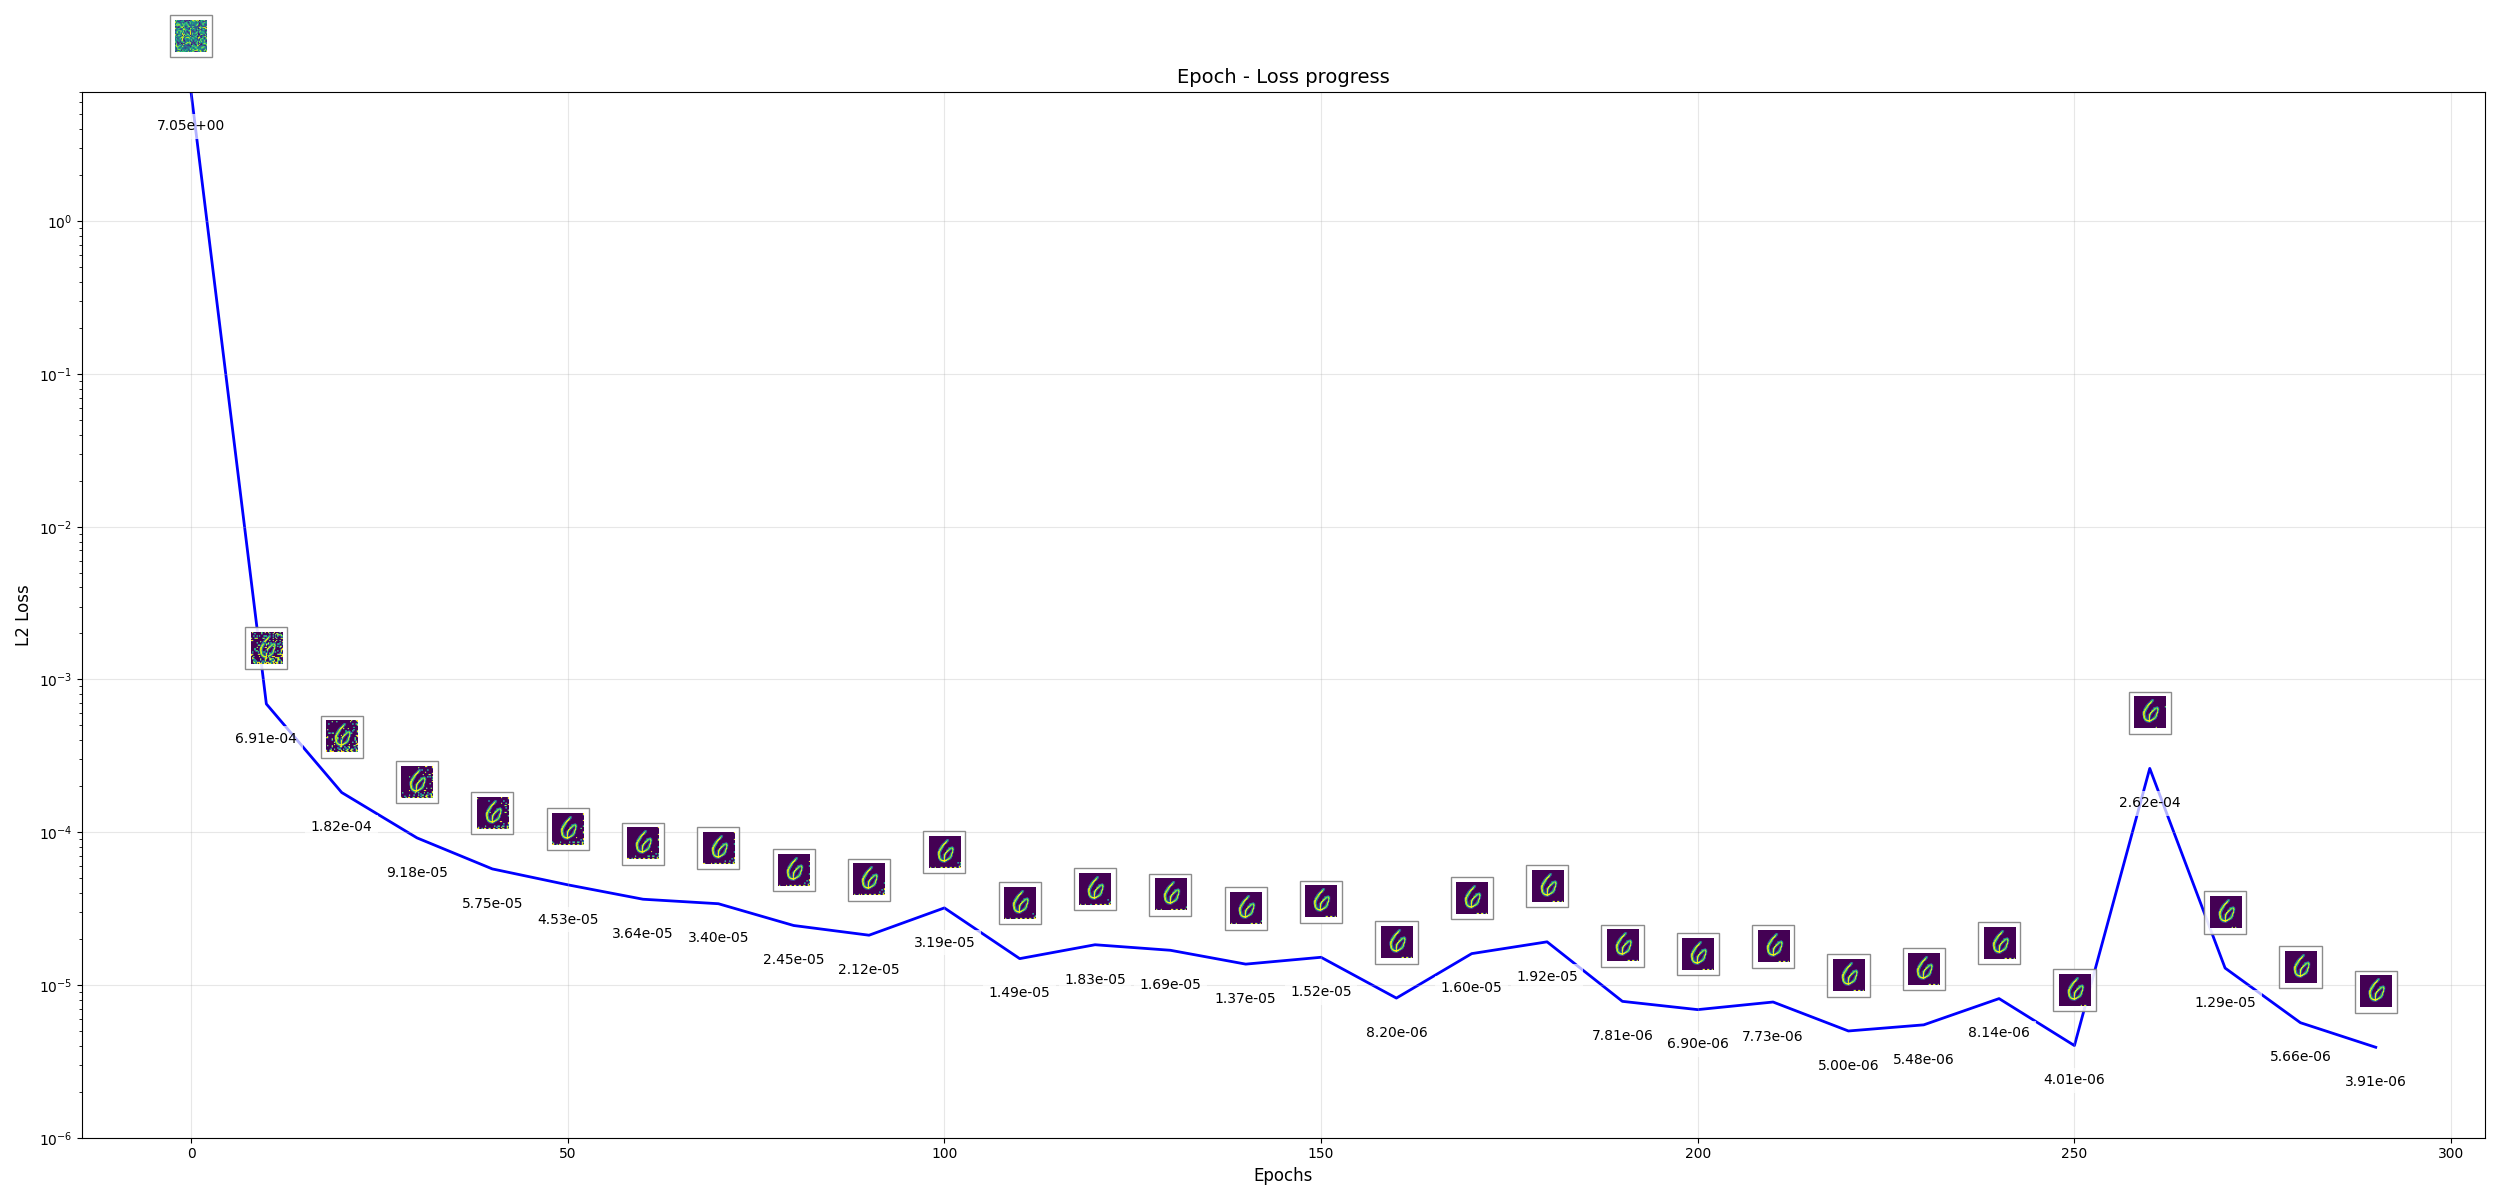 Epoch - Loss progress
7.05e+00
6.91e-04
1.82e-04
9.18e-05
5.75e-05
4.53e-05
3.64e-05
3.40e-05
2.45e-05
2.12e-05
3.19e-05
1.49e-05
1.83e-05
1.69e-05
1.37e-05
1.52e-05
8.20e-06
1.60e-05
1.92e-05
7.81e-06
6.90e-06
7.73e-06
5.00e-06
5.48e-06
8.14e-06
4.01e-06
2.62e-04
1.29e-05
5.66e-06
3.91e-06
L2 Loss
10⁰
10⁻¹
10⁻²
10⁻³
10⁻⁴
10⁻⁵
10⁻⁶
0 50 100 150 200 250 300
Epochs